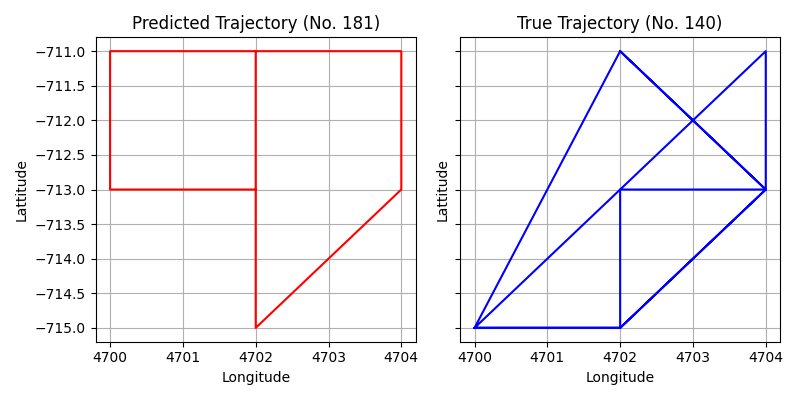 Predicted Trajectory (No. 181)
True Trajectory (No. 140)
−711.0
−711.5
−712.0
−712.5
−713.0
−713.5
−714.0
−714.5
−715.0
Lattitude
Lattitude
4700 4701 4702 4703 4704
4700 4701 4702 4703 4704
Longitude
Longitude